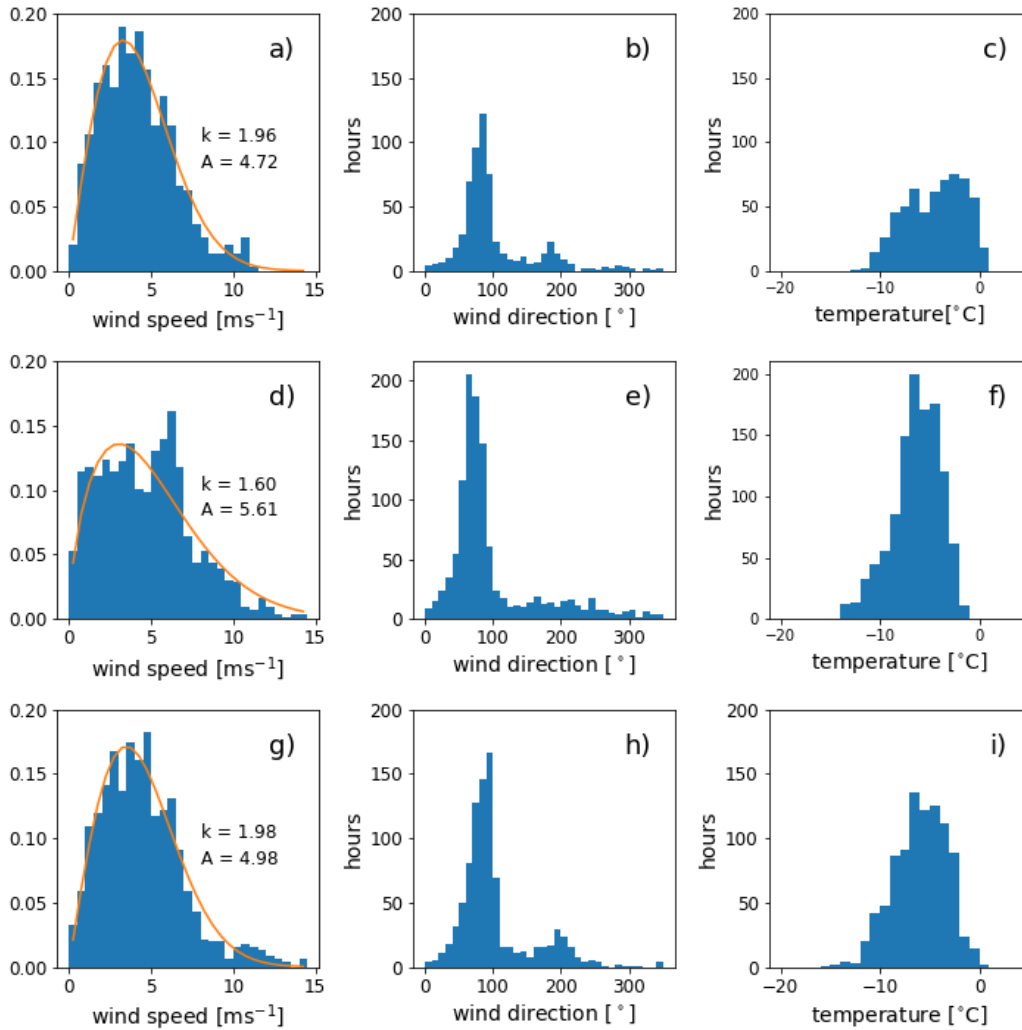 0.20
0.15
0.10
0.05
0.00
a)
k = 1.96
A = 4.72
0 5 10 15
wind speed [ms⁻¹]
200
150
100
50
0
hours
b)
0 100 200 300
wind direction [°]
200
150
100
50
0
hours
c)
−20 −10 0
temperature[°C]
0.20
0.15
0.10
0.05
0.00
d)
k = 1.60
A = 5.61
0 5 10 15
wind speed [ms⁻¹]
200
150
100
50
0
hours
e)
0 100 200 300
wind direction [°]
200
150
100
50
0
hours
f)
−20 −10 0
temperature [°C]
0.20
0.15
0.10
0.05
0.00
g)
k = 1.98
A = 4.98
0 5 10 15
wind speed [ms⁻¹]
200
150
100
50
0
hours
h)
0 100 200 300
wind direction [°]
200
150
100
50
0
hours
i)
−20 −10 0
temperature [°C]